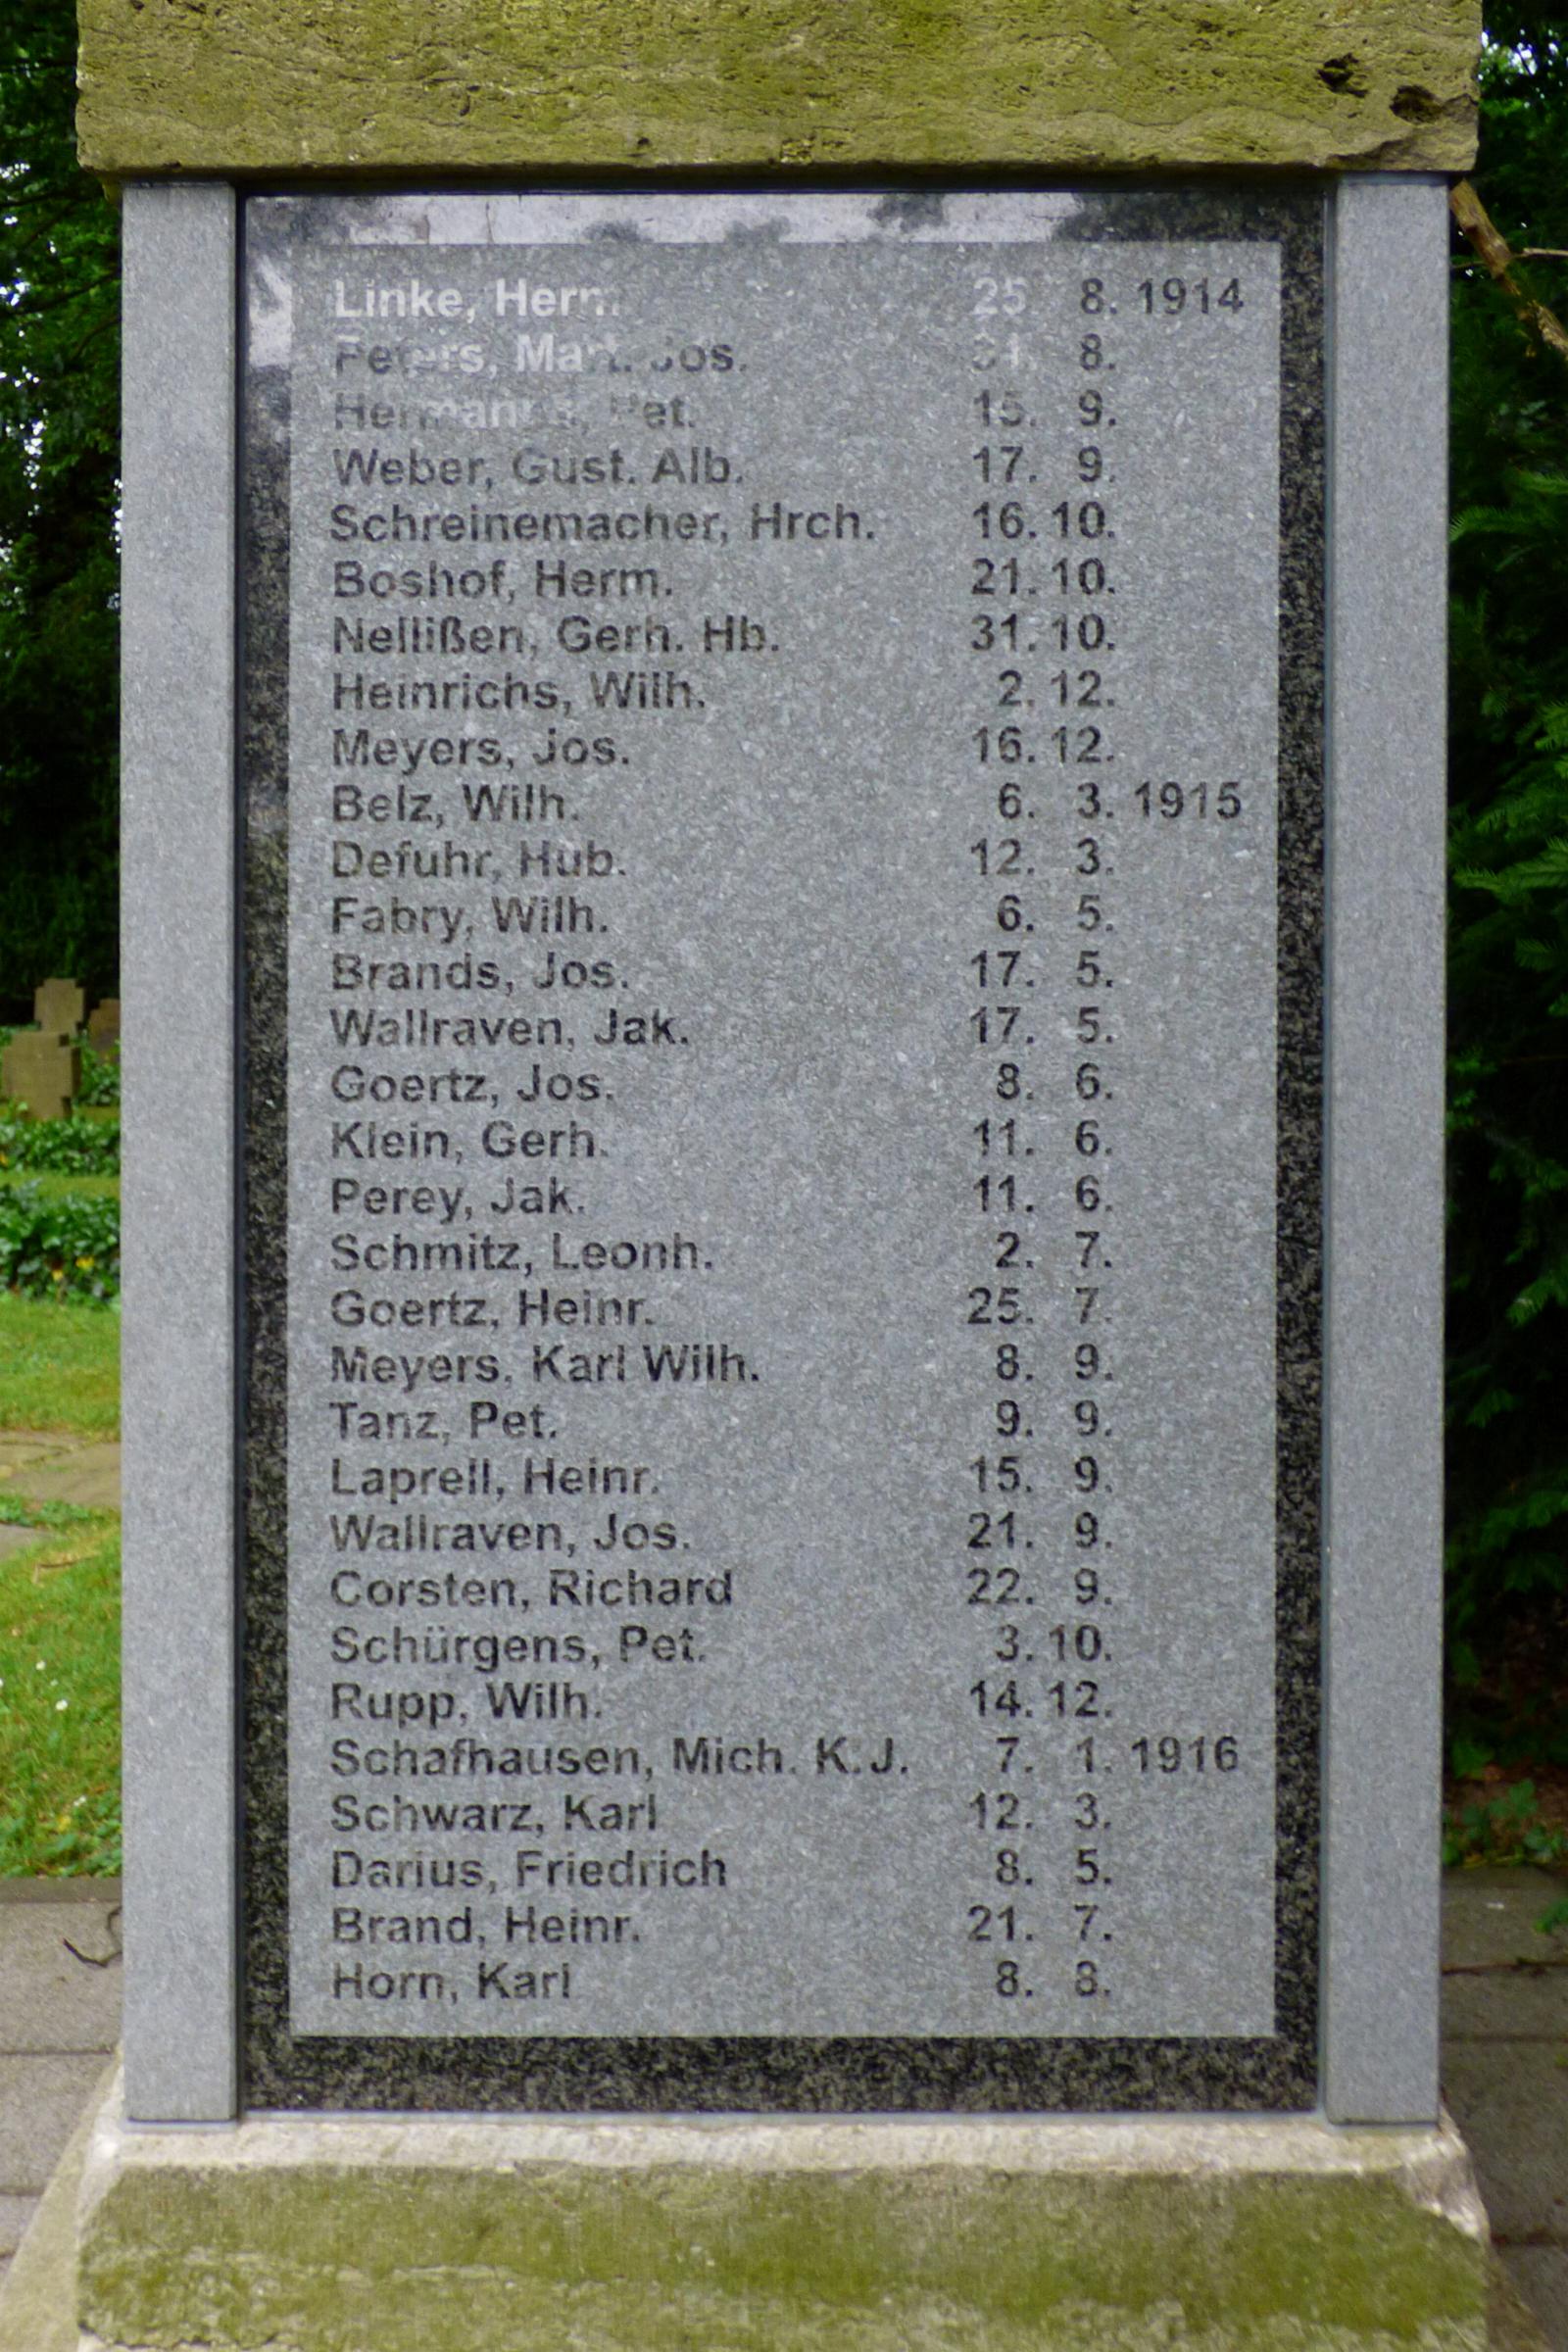 Linke, Herm. 25. 8. 1914
Peters, Mart. Jos. 31. 8.
Hermanns, Pet. 15. 9.
Weber, Gust. Alb. 17. 9.
Schreinemacher, Hrch. 16. 10.
Boshof, Herm. 21. 10.
Nellißen, Gerh. Hb. 31. 10.
Heinrichs, Wilh. 2. 12.
Meyers, Jos. 16. 12.
Belz, Wilh. 6. 3. 1915
Defuhr, Hub. 12. 3.
Fabry, Wilh. 6. 5.
Brands, Jos. 17. 5.
Wallraven, Jak. 17. 5.
Goertz, Jos. 8. 6.
Klein, Gerh. 11. 6.
Perey, Jak. 11. 6.
Schmitz, Leonh. 2. 7.
Goertz, Heinr. 25. 7.
Meyers, Karl Wilh. 8. 9.
Tanz, Pet. 9. 9.
Laprell, Heinr. 15. 9.
Wallraven, Jos. 21. 9.
Corsten, Richard 22. 9.
Schürgens, Pet. 3. 10.
Rupp, Wilh. 14. 12.
Schafhausen, Mich. K. J. 7. 1. 1916
Schwarz, Karl 12. 3.
Darius, Friedrich 8. 5.
Brand, Heinr. 21. 7.
Horn, Karl 8. 8.